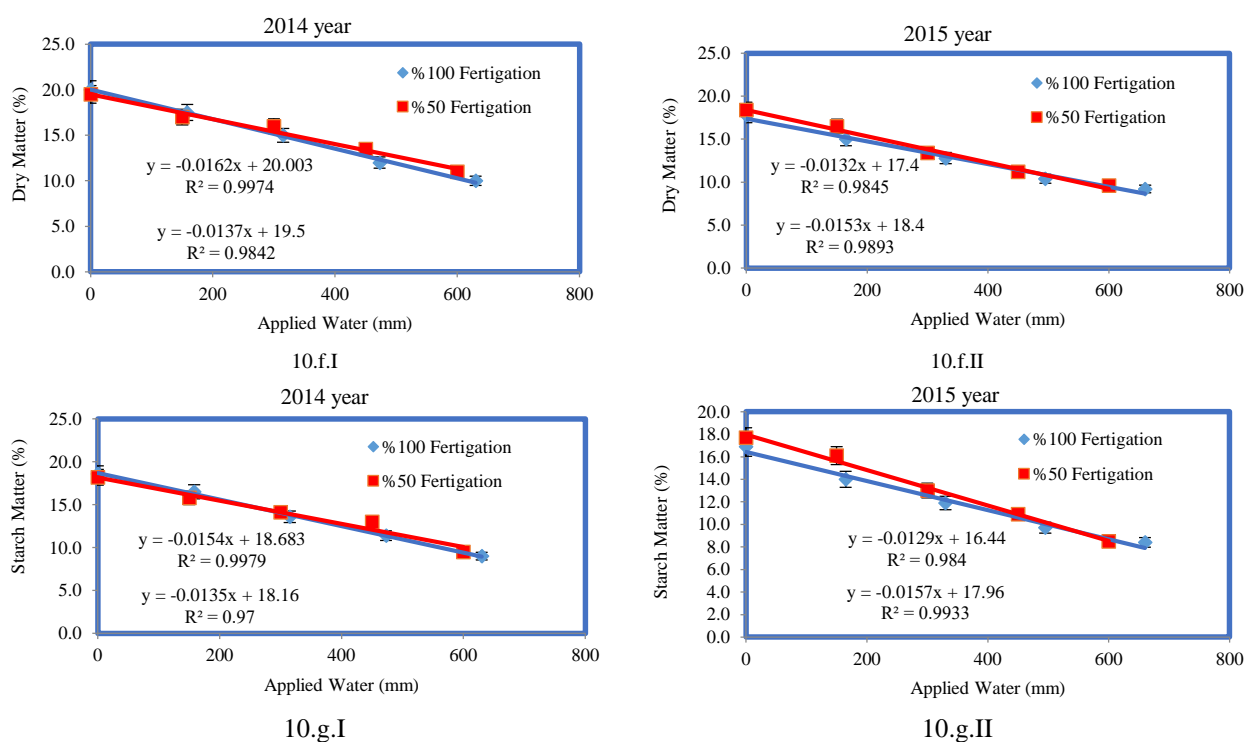 2014 year
25.0
20.0
15.0
10.0
5.0
0.0
Dry Matter (%)
%100 Fertigation
%50 Fertigation
y = -0.0162x + 20.003
R² = 0.9974
y = -0.0137x + 19.5
R² = 0.9842
0 200 400 600 800
Applied Water (mm)
10.f.I
2015 year
25.0
20.0
15.0
10.0
5.0
0.0
Dry Matter (%)
%100 Fertigation
%50 Fertigation
y = -0.0132x + 17.4
R² = 0.9845
y = -0.0153x + 18.4
R² = 0.9893
0 200 400 600 800
Applied Water (mm)
10.f.II
2014 year
25.0
20.0
15.0
10.0
5.0
0.0
Starch Matter (%)
%100 Fertigation
%50 Fertigation
y = -0.0154x + 18.683
R² = 0.9979
y = -0.0135x + 18.16
R² = 0.97
0 200 400 600 800
Applied Water (mm)
10.g.I
2015 year
20.0
18.0
16.0
14.0
12.0
10.0
8.0
6.0
4.0
2.0
0.0
Starch Matter (%)
%100 Fertigation
%50 Fertigation
y = -0.0129x + 16.44
R² = 0.984
y = -0.0157x + 17.96
R² = 0.9933
0 200 400 600 800
Applied Water (mm)
10.g.II